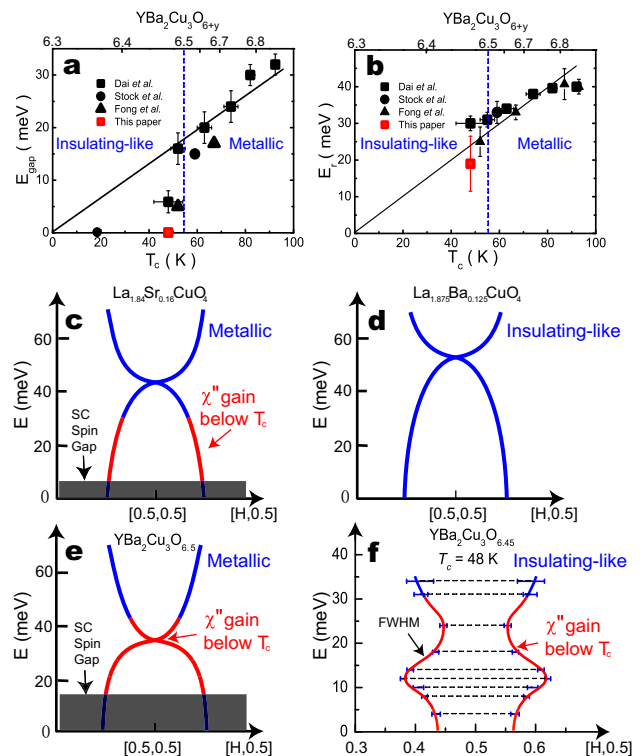 YBa2Cu3O6+y
6.3 6.4 6.5 6.6 6.7 6.8
a
Dai et al.
Stock et al.
Fong et al.
This paper
Insulating-like
Metallic
Egap ( meV )
30
20
10
0
0 20 40 60 80 100
Tc ( K )
YBa2Cu3O6+y
6.3 6.4 6.5 6.6 6.7 6.8
b
Dai et al.
Stock et al.
Fong et al.
This paper
Insulating-like
Metallic
Er ( meV )
50
40
30
20
10
0
0 20 40 60 80 100
Tc ( K )
La1.84Sr0.16CuO4
c
Metallic
χ" gain
below Tc
SC
Spin
Gap
E (meV)
60
40
20
0
[0.5,0.5]
[H,0.5]
La1.875Ba0.125CuO4
d
Insulating-like
E (meV)
60
40
20
0
[0.5,0.5]
[H,0.5]
YBa2Cu3O6.5
e
Metallic
χ" gain
below Tc
SC
Spin
Gap
E (meV)
60
40
20
0
[0.5,0.5]
[H,0.5]
YBa2Cu3O6.45
f
Tc = 48 K
Insulating-like
χ" gain
below Tc
FWHM
E (meV)
40
30
20
10
0
0.3 0.4 0.5 0.6 [H,0.5]